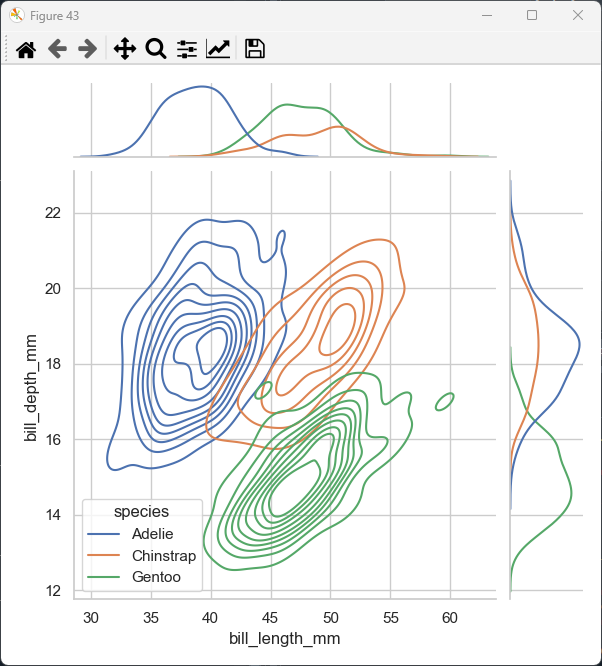 Figure 43
22
20
18
16
14
12
bill_depth_mm
species
Adelie
Chinstrap
Gentoo
30 35 40 45 50 55 60
bill_length_mm